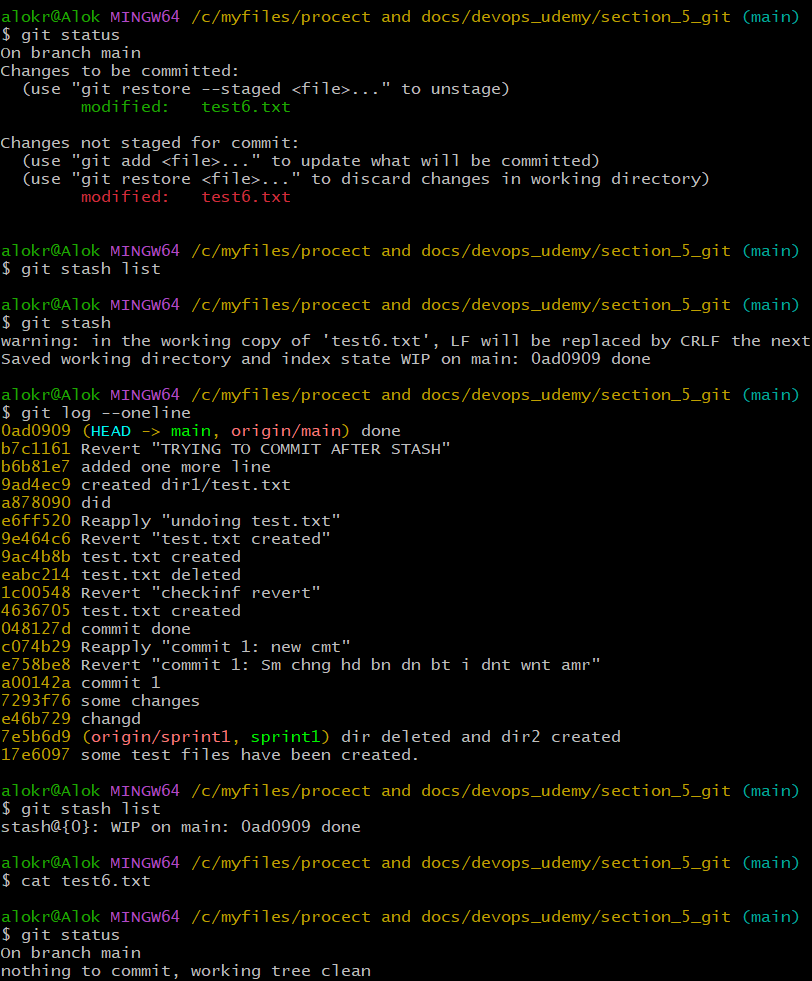 alokr@Alok MINGW64 /c/myfiles/procect and docs/devops_udemy/section_5_git (main)
$ git status
On branch main
Changes to be committed:
  (use "git restore --staged <file>..." to unstage)
        modified:   test6.txt

Changes not staged for commit:
  (use "git add <file>..." to update what will be committed)
  (use "git restore <file>..." to discard changes in working directory)
        modified:   test6.txt

alokr@Alok MINGW64 /c/myfiles/procect and docs/devops_udemy/section_5_git (main)
$ git stash list

alokr@Alok MINGW64 /c/myfiles/procect and docs/devops_udemy/section_5_git (main)
$ git stash
warning: in the working copy of 'test6.txt', LF will be replaced by CRLF the next
Saved working directory and index state WIP on main: 0ad0909 done

alokr@Alok MINGW64 /c/myfiles/procect and docs/devops_udemy/section_5_git (main)
$ git log --oneline
0ad0909 (HEAD -> main, origin/main) done
b7c1161 Revert "TRYING TO COMMIT AFTER STASH"
b6b81e7 added one more line
9ad4ec9 created dir1/test.txt
a878090 did
e6ff520 Reapply "undoing test.txt"
9e464c6 Revert "test.txt created"
9ac4b8b test.txt created
eabc214 test.txt deleted
1c00548 Revert "checkinf revert"
4636705 test.txt created
048127d commit done
c074b29 Reapply "commit 1: new cmt"
e758be8 Revert "commit 1: Sm chng hd bn dn bt i dnt wnt amr"
a00142a commit 1
7293f76 some changes
e46b729 changd
7e5b6d9 (origin/sprint1, sprint1) dir deleted and dir2 created
17e6097 some test files have been created.

alokr@Alok MINGW64 /c/myfiles/procect and docs/devops_udemy/section_5_git (main)
$ git stash list
stash@{0}: WIP on main: 0ad0909 done

alokr@Alok MINGW64 /c/myfiles/procect and docs/devops_udemy/section_5_git (main)
$ cat test6.txt

alokr@Alok MINGW64 /c/myfiles/procect and docs/devops_udemy/section_5_git (main)
$ git status
On branch main
nothing to commit, working tree clean